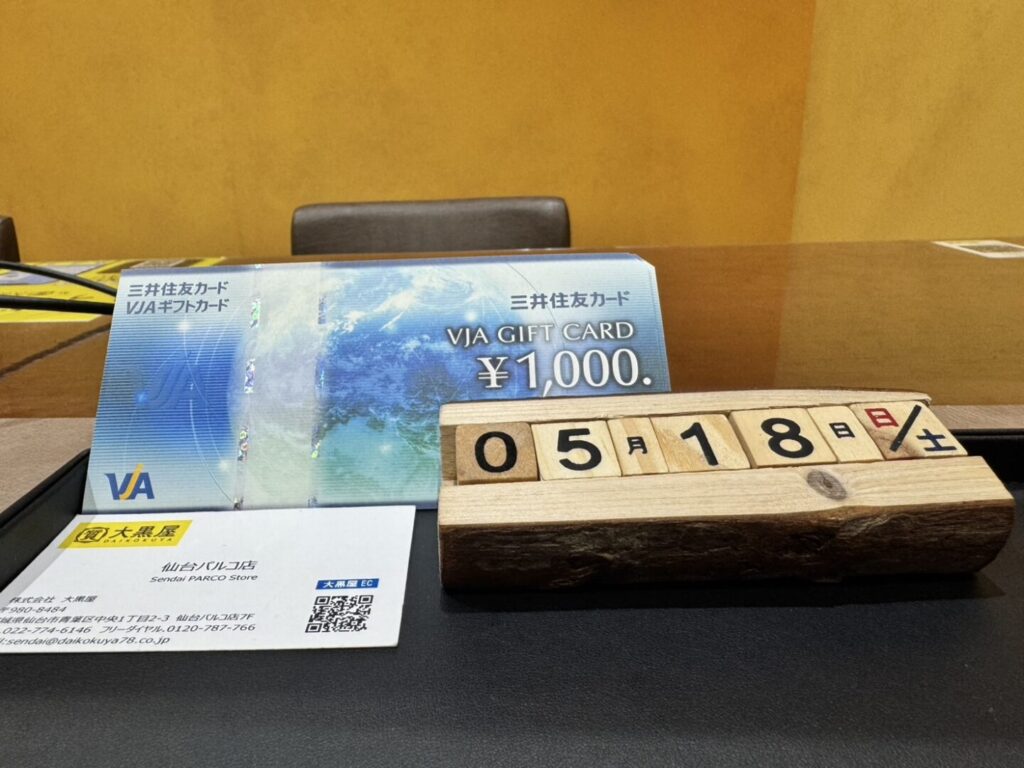 三井住友カード
VJAギフトカード
三井住友カード
VJA GIFT CARD
¥1,000.
VJA
05月18日 日/土
質 大黒屋
DAIKOKUYA
仙台パルコ店
Sendai PARCO Store
大黒屋 EC
株式会社 大黒屋
〒980-8484
城県仙台市青葉区中央1丁目2-3 仙台パルコ店7F
.022-774-6146 フリーダイヤル.0120-787-766
l:sendai@daikokuya78.co.jp